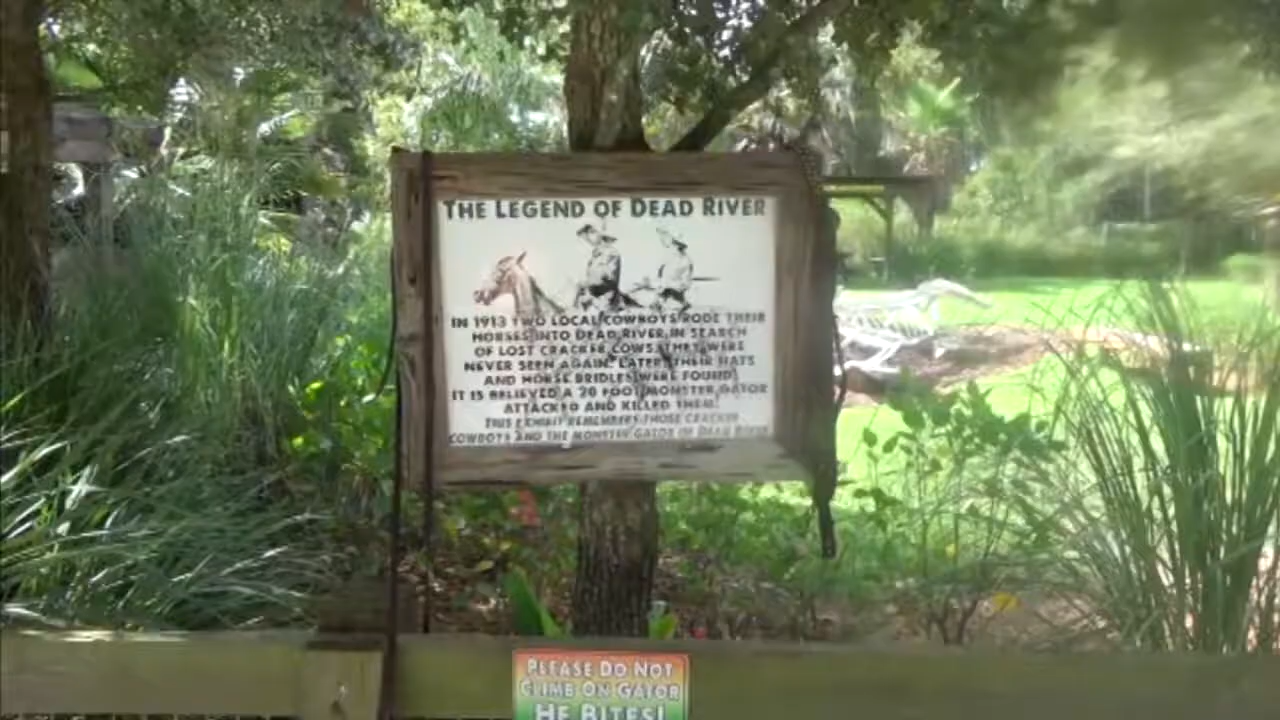 THE LEGEND OF DEAD RIVER
IN 1913 TWO LOCAL COWBOYS RODE THEIR
HORSES INTO DEAD RIVER IN SEARCH
OF LOST CRACKER COWS. THEY WERE
NEVER SEEN AGAIN. LATER THEIR HATS
AND HORSE BRIDLES WERE FOUND!
IT IS BELIEVED A 20 FOOT MONSTER GATOR
ATTACKED AND KILLED THEM!
THIS EXHIBIT REMEMBERS THOSE CRACKER
COWBOYS AND THE MONSTER GATOR OF DEAD RIVER
PLEASE DO NOT
CLIMB ON GATOR
HE BITES!